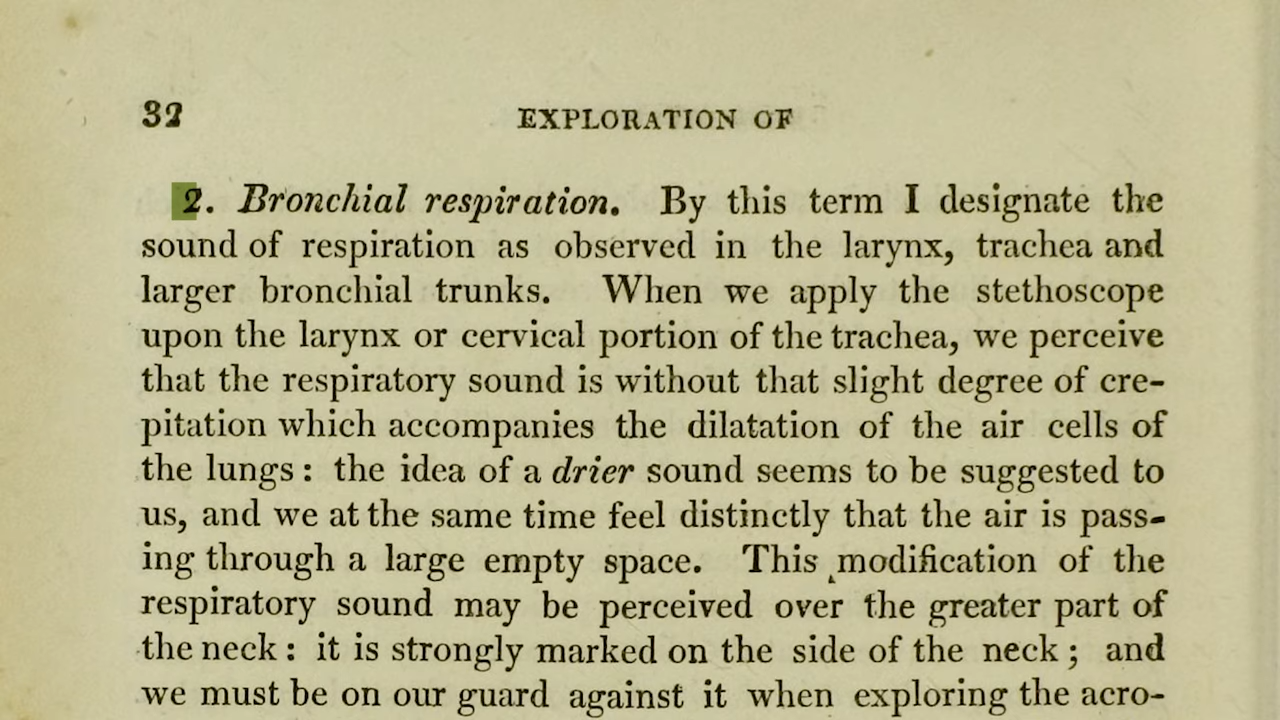 32
EXPLORATION OF
2. Bronchial respiration. By this term I designate the
sound of respiration as observed in the larynx, trachea and
larger bronchial trunks. When we apply the stethoscope
upon the larynx or cervical portion of the trachea, we perceive
that the respiratory sound is without that slight degree of cre-
pitation which accompanies the dilatation of the air cells of
the lungs: the idea of a drier sound seems to be suggested to
us, and we at the same time feel distinctly that the air is pass-
ing through a large empty space. This modification of the
respiratory sound may be perceived over the greater part of
the neck: it is strongly marked on the side of the neck; and
we must be on our guard against it when exploring the acro-